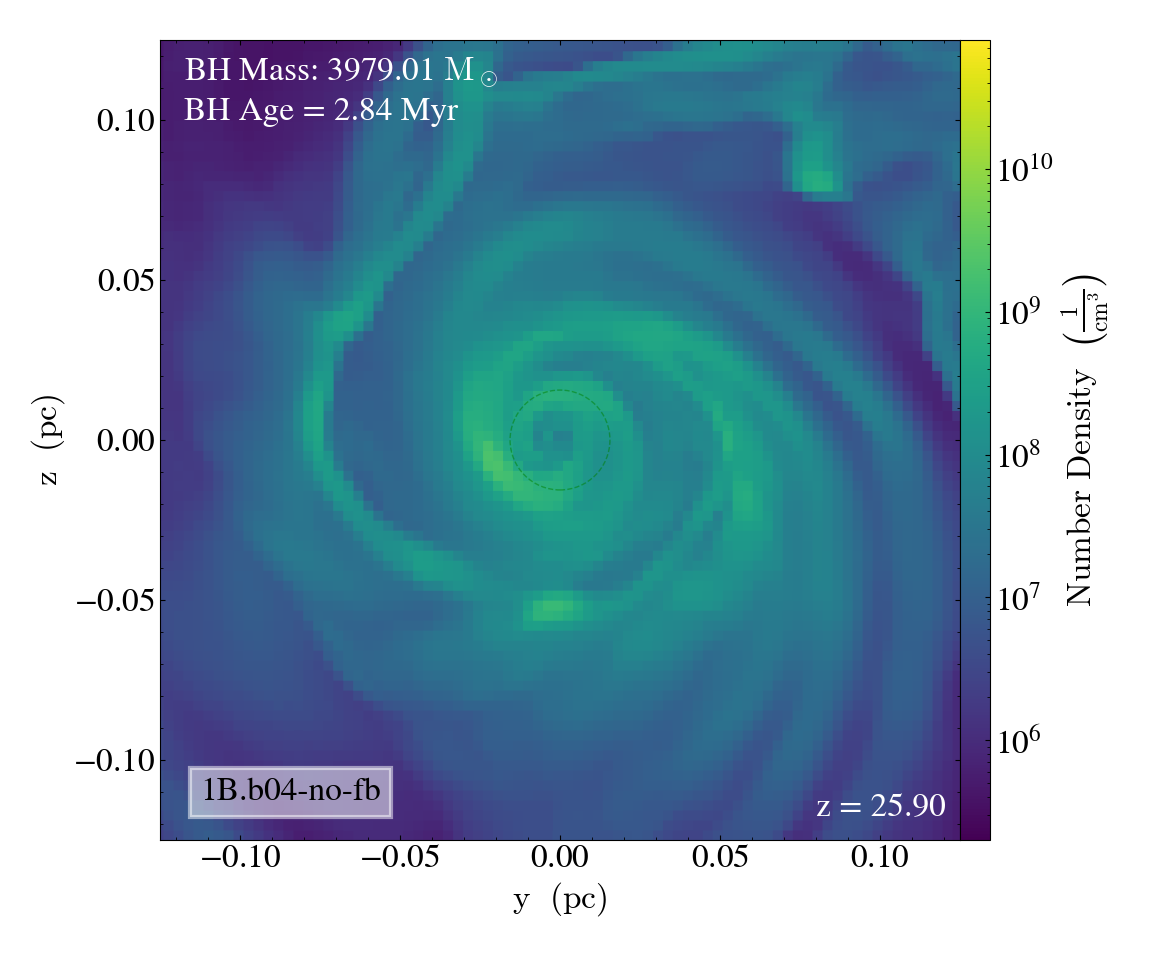 BH Mass: 3979.01 M☉
BH Age = 2.84 Myr
0.10
0.05
0.00
−0.05
−0.10
z (pc)
1B.b04-no-fb
z = 25.90
−0.10 −0.05 0.00 0.05 0.10
y (pc)
10¹⁰
10⁹
10⁸
10⁷
10⁶
Number Density (1/cm³)